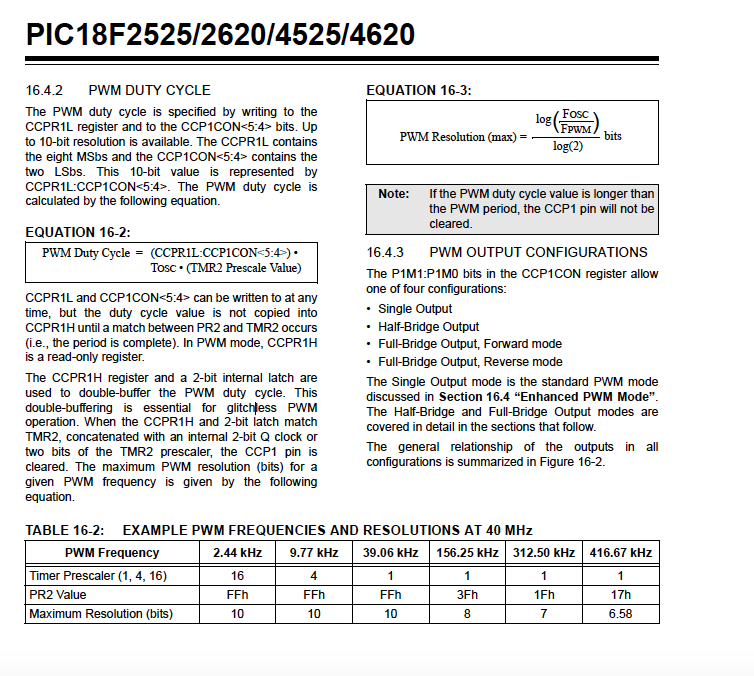 PIC18F2525/2620/4525/4620
16.4.2 PWM DUTY CYCLE
The PWM duty cycle is specified by writing to the
CCPR1L register and to the CCP1CON<5:4> bits. Up
to 10-bit resolution is available. The CCPR1L contains
the eight MSbs and the CCP1CON<5:4> contains the
two LSbs. This 10-bit value is represented by
CCPR1L:CCP1CON<5:4>. The PWM duty cycle is
calculated by the following equation.
EQUATION 16-2:
PWM Duty Cycle = (CCPR1L:CCP1CON<5:4>) •
TOSC • (TMR2 Prescale Value)
CCPR1L and CCP1CON<5:4> can be written to at any
time, but the duty cycle value is not copied into
CCPR1H until a match between PR2 and TMR2 occurs
(i.e., the period is complete). In PWM mode, CCPR1H
is a read-only register.
The CCPR1H register and a 2-bit internal latch are
used to double-buffer the PWM duty cycle. This
double-buffering is essential for glitchless PWM
operation. When the CCPR1H and 2-bit latch match
TMR2, concatenated with an internal 2-bit Q clock or
two bits of the TMR2 prescaler, the CCP1 pin is
cleared. The maximum PWM resolution (bits) for a
given PWM frequency is given by the following
equation.
EQUATION 16-3:
PWM Resolution (max) = log(FOSC/FPWM)/log(2) bits
Note: If the PWM duty cycle value is longer than
the PWM period, the CCP1 pin will not be
cleared.
16.4.3 PWM OUTPUT CONFIGURATIONS
The P1M1:P1M0 bits in the CCP1CON register allow
one of four configurations:
• Single Output
• Half-Bridge Output
• Full-Bridge Output, Forward mode
• Full-Bridge Output, Reverse mode
The Single Output mode is the standard PWM mode
discussed in Section 16.4 “Enhanced PWM Mode”.
The Half-Bridge and Full-Bridge Output modes are
covered in detail in the sections that follow.
The general relationship of the outputs in all
configurations is summarized in Figure 16-2.
TABLE 16-2: EXAMPLE PWM FREQUENCIES AND RESOLUTIONS AT 40 MHz
PWM Frequency 2.44 kHz 9.77 kHz 39.06 kHz 156.25 kHz 312.50 kHz 416.67 kHz
Timer Prescaler (1, 4, 16) 16 4 1 1 1 1
PR2 Value FFh FFh FFh 3Fh 1Fh 17h
Maximum Resolution (bits) 10 10 10 8 7 6.58